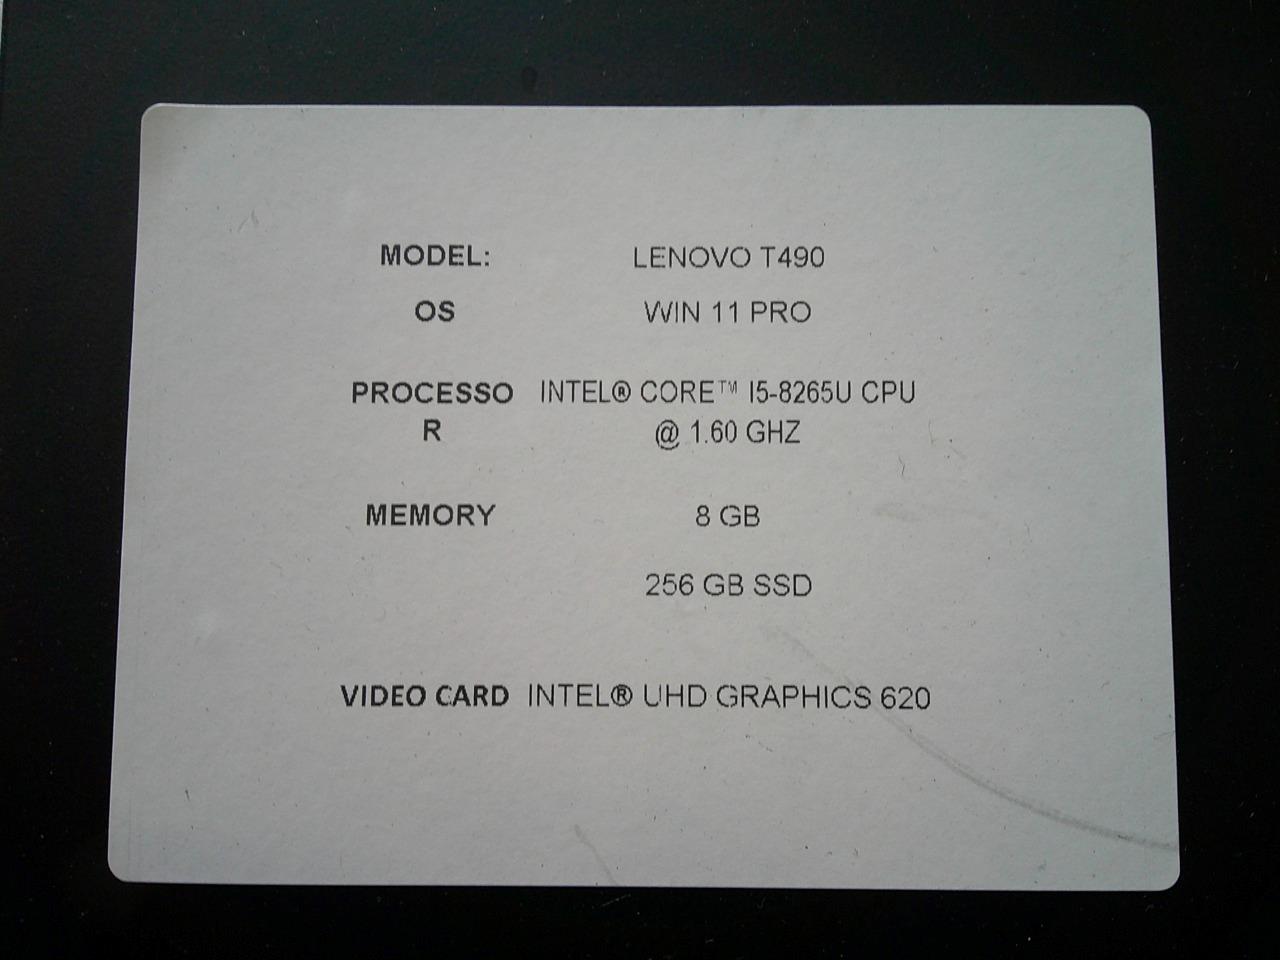 MODEL: LENOVO T490
OS WIN 11 PRO
PROCESSO INTEL® CORE™ I5-8265U CPU
R @ 1.60 GHZ
MEMORY 8 GB
256 GB SSD
VIDEO CARD INTEL® UHD GRAPHICS 620